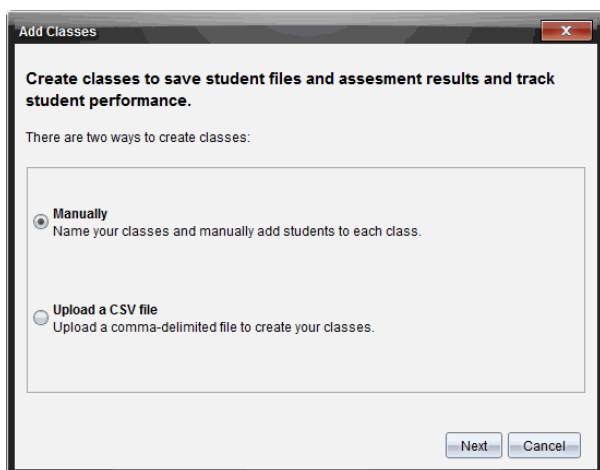 Add Classes
X
Create classes to save student files and assesment results and track
student performance.
There are two ways to create classes:
Manually
Name your classes and manually add students to each class.
Upload a CSV file
Upload a comma-delimited file to create your classes.
Next Cancel